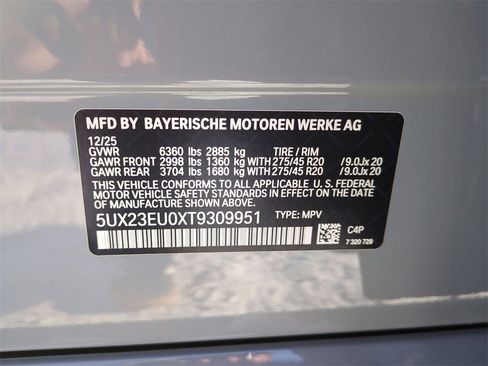 MFD BY BAYERISCHE MOTOREN WERKE AG
12/25
GVWR 6360 lbs 2885 kg TIRE / RIM
GAWR FRONT 2998 lbs 1360 kg WITH 275/45 R20 / 9.0Jx 20
GAWR REAR 3704 lbs 1680 kg WITH 275/45 R20 / 9.0Jx 20
THIS VEHICLE CONFORMS TO ALL APPLICABLE U.S. FEDERAL
MOTOR VEHICLE SAFETY STANDARDS IN EFFECT ON THE DATE OF
MANUFACTURE SHOWN ABOVE.
5UX23EU0XT9309951 TYPE: MPV
C4P
7 320 729